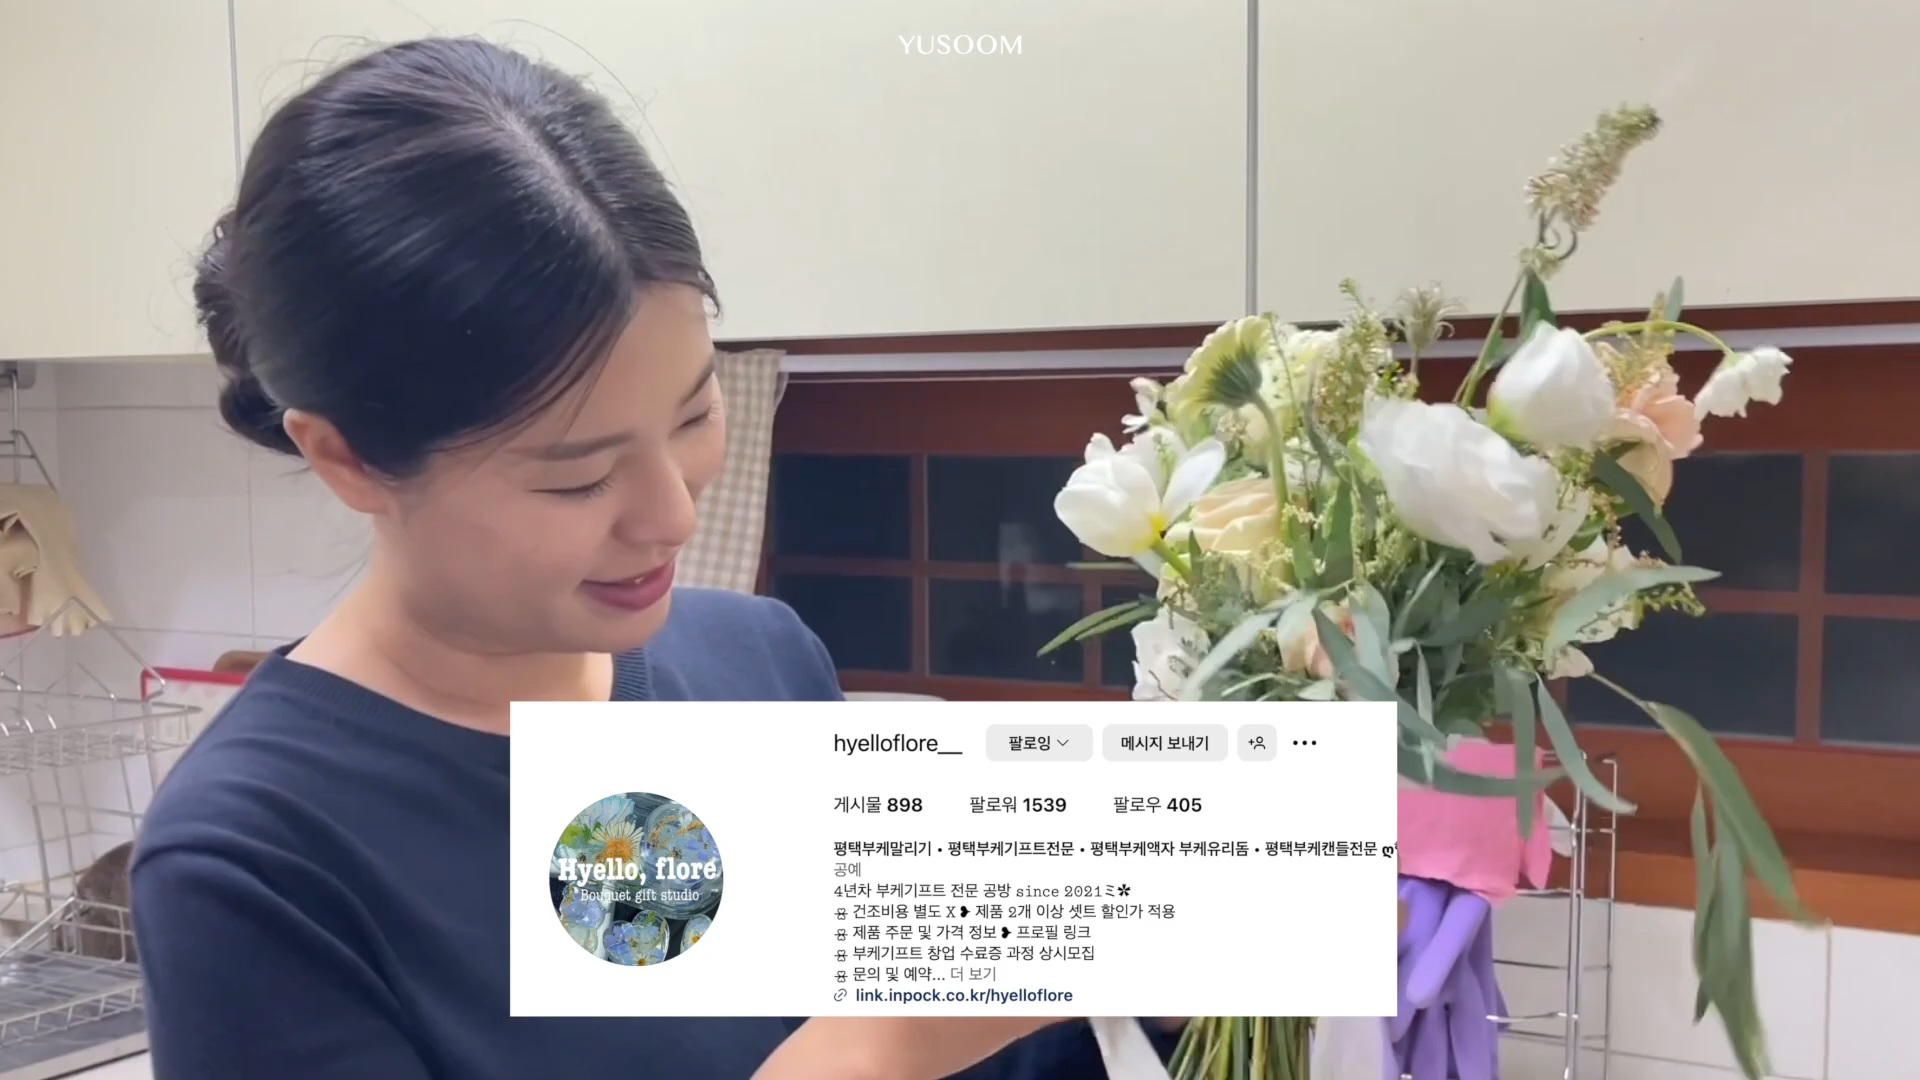 YUSOOM
hyelloflore__ 팔로잉 메시지 보내기
게시물 898 팔로워 1539 팔로우 405
Hyello, flore
Bouquet gift studio
평택부케말리기 • 평택부케기프트전문 • 평택부케액자 부케유리돔 • 평택부케캔들전문
공예
4년차 부케기프트 전문 공방 since 2021ミ✲
건조비용 별도 X ❥ 제품 2개 이상 셋트 할인가 적용
제품 주문 및 가격 정보 ❥ 프로필 링크
부케기프트 창업 수료증 과정 상시모집
문의 및 예약... 더 보기
link.inpock.co.kr/hyelloflore